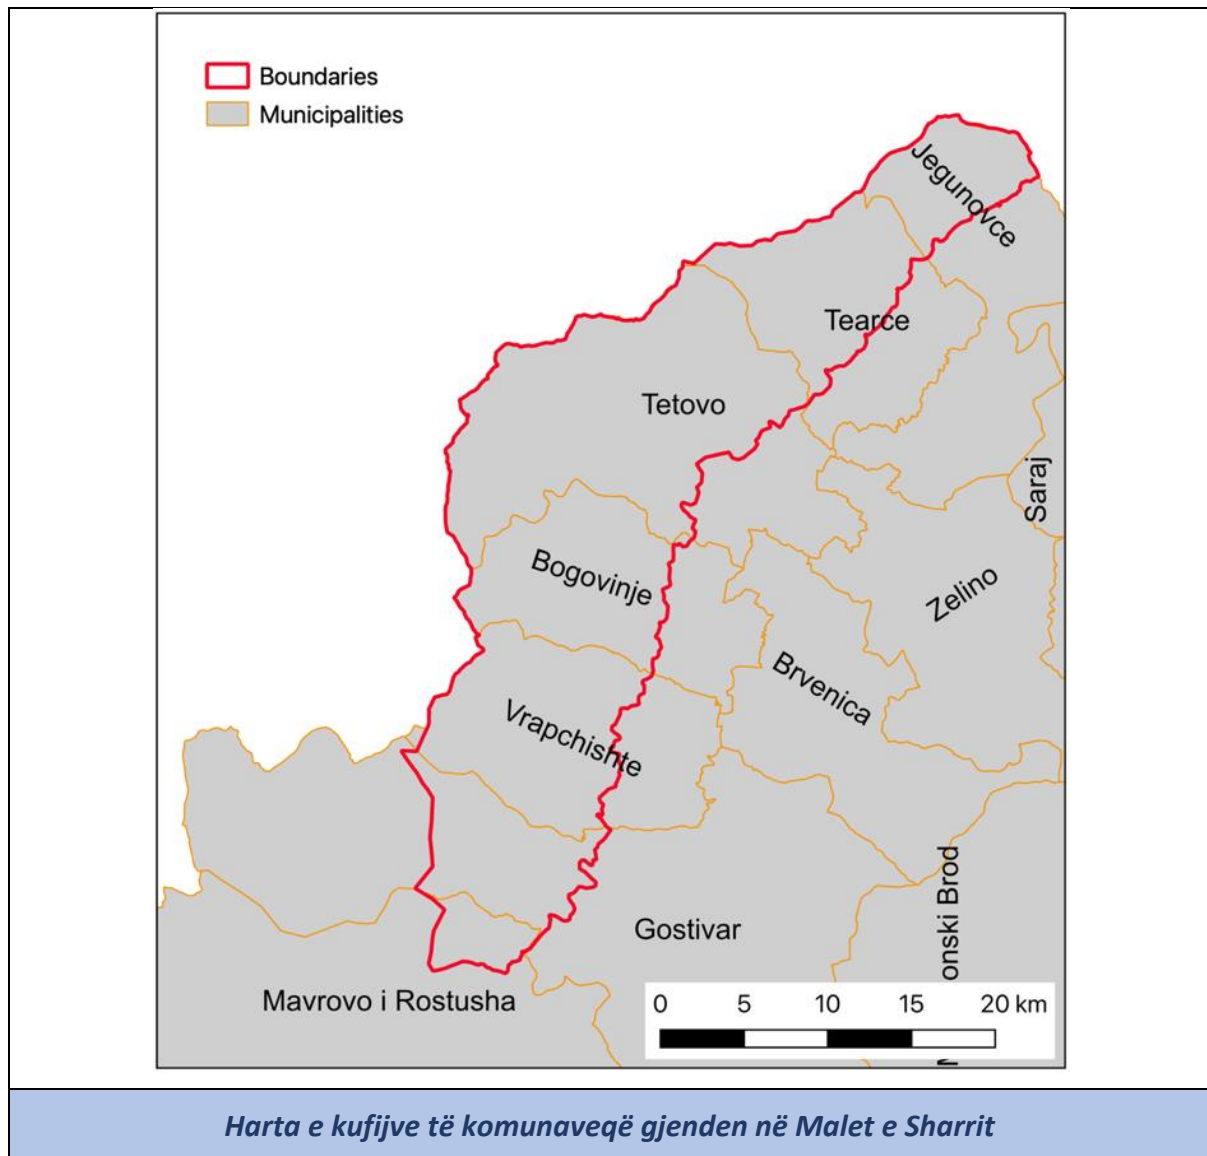 Boundaries
Municipalities
Jegunovce
Tearce
Tetovo
Saraj
Bogovinje
Zelino
Brvenica
Vrapchishte
onski Brod
Gostivar
Mavrovo i Rostusha
0 5 10 15 20 km
Harta e kufijve të komunaveqë gjenden në Malet e Sharrit